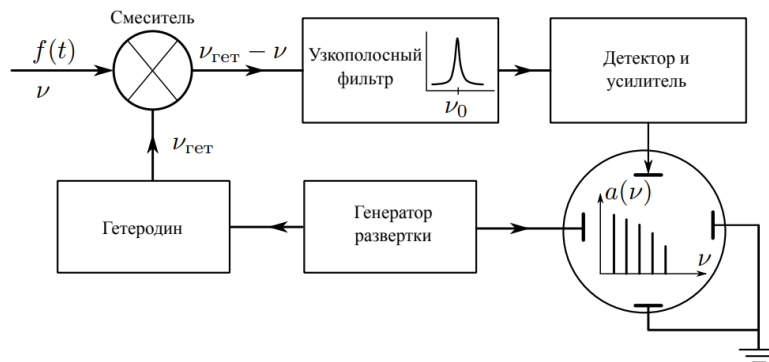 Смеситель
f(t)
ν
ν_гет − ν
Узкополосный
фильтр
ν_0
Детектор и
усилитель
ν_гет
Гетеродин
Генератор
развертки
a(ν)
ν